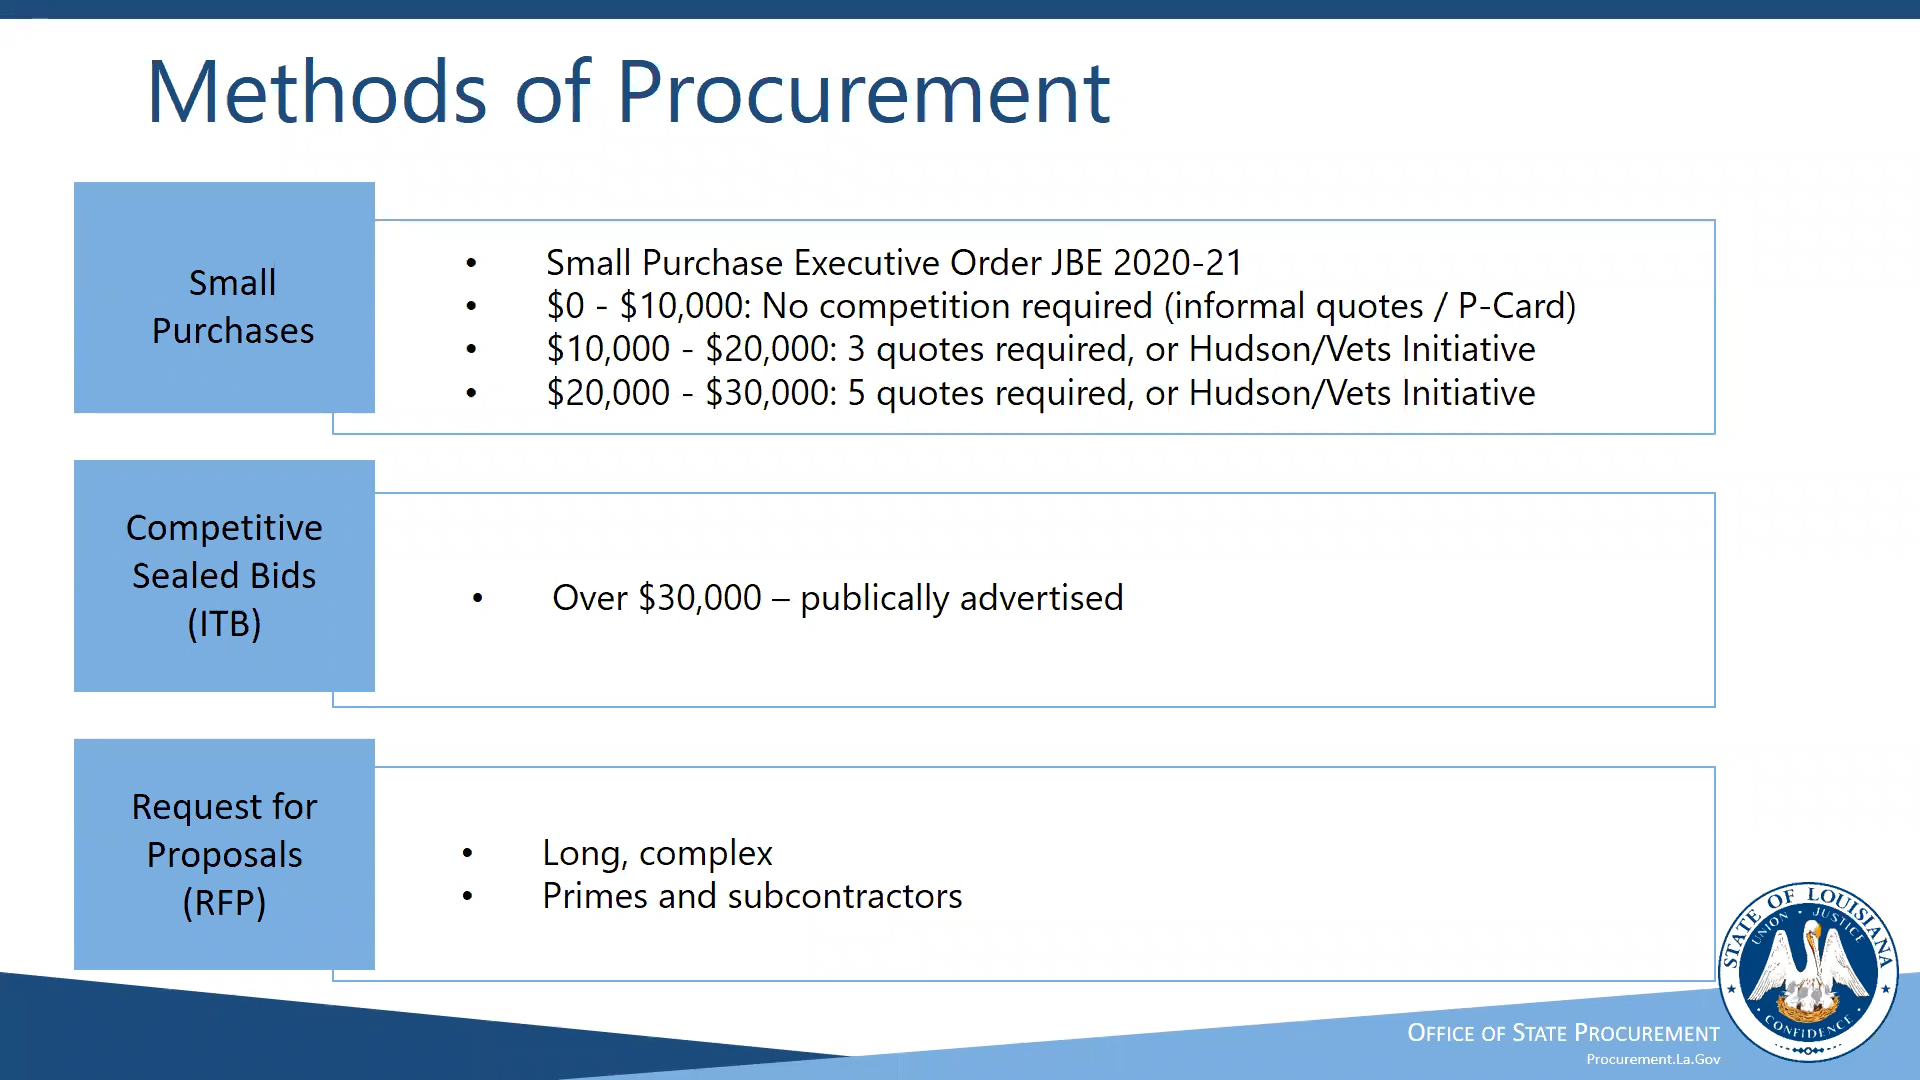 Methods of Procurement
Small
Purchases
• Small Purchase Executive Order JBE 2020-21
• $0 - $10,000: No competition required (informal quotes / P-Card)
• $10,000 - $20,000: 3 quotes required, or Hudson/Vets Initiative
• $20,000 - $30,000: 5 quotes required, or Hudson/Vets Initiative
Competitive
Sealed Bids
(ITB)
• Over $30,000 – publically advertised
Request for
Proposals
(RFP)
• Long, complex
• Primes and subcontractors
STATE OF LOUISIANA
UNION · JUSTICE
CONFIDENCE
OFFICE OF STATE PROCUREMENT
Procurement.La.Gov